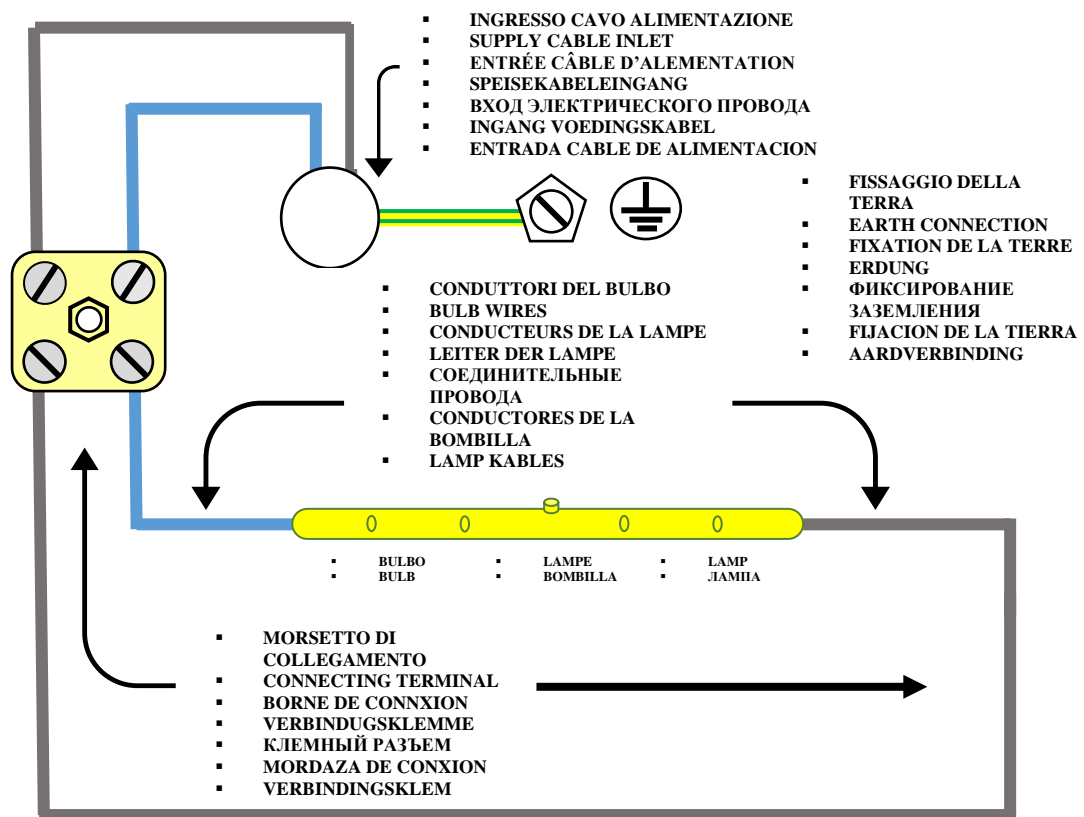 ▪ INGRESSO CAVO ALIMENTAZIONE
▪ SUPPLY CABLE INLET
▪ ENTRÉE CÂBLE D'ALEMENTATION
▪ SPEISEKABELEINGANG
▪ ВХОД ЭЛЕКТРИЧЕСКОГО ПРОВОДА
▪ INGANG VOEDINGSKABEL
▪ ENTRADA CABLE DE ALIMENTACION
▪ FISSAGGIO DELLA
TERRA
▪ EARTH CONNECTION
▪ FIXATION DE LA TERRE
▪ ERDUNG
▪ ФИКСИРОВАНИЕ
ЗАЗЕМЛЕНИЯ
▪ FIJACION DE LA TIERRA
▪ AARDVERBINDING
▪ CONDUTTORI DEL BULBO
▪ BULB WIRES
▪ CONDUCTEURS DE LA LAMPE
▪ LEITER DER LAMPE
▪ СОЕДИНИТЕЛЬНЫЕ
ПРОВОДА
▪ CONDUCTORES DE LA
BOMBILLA
▪ LAMP KABLES
▪ BULBO
▪ BULB
▪ LAMPE
▪ BOMBILLA
▪ LAMP
▪ ЛАМПА
▪ MORSETTO DI
COLLEGAMENTO
▪ CONNECTING TERMINAL
▪ BORNE DE CONNXION
▪ VERBINDUGSKLEMME
▪ КЛЕМНЫЙ РАЗЪЕМ
▪ MORDAZA DE CONXION
▪ VERBINDINGSKLEM